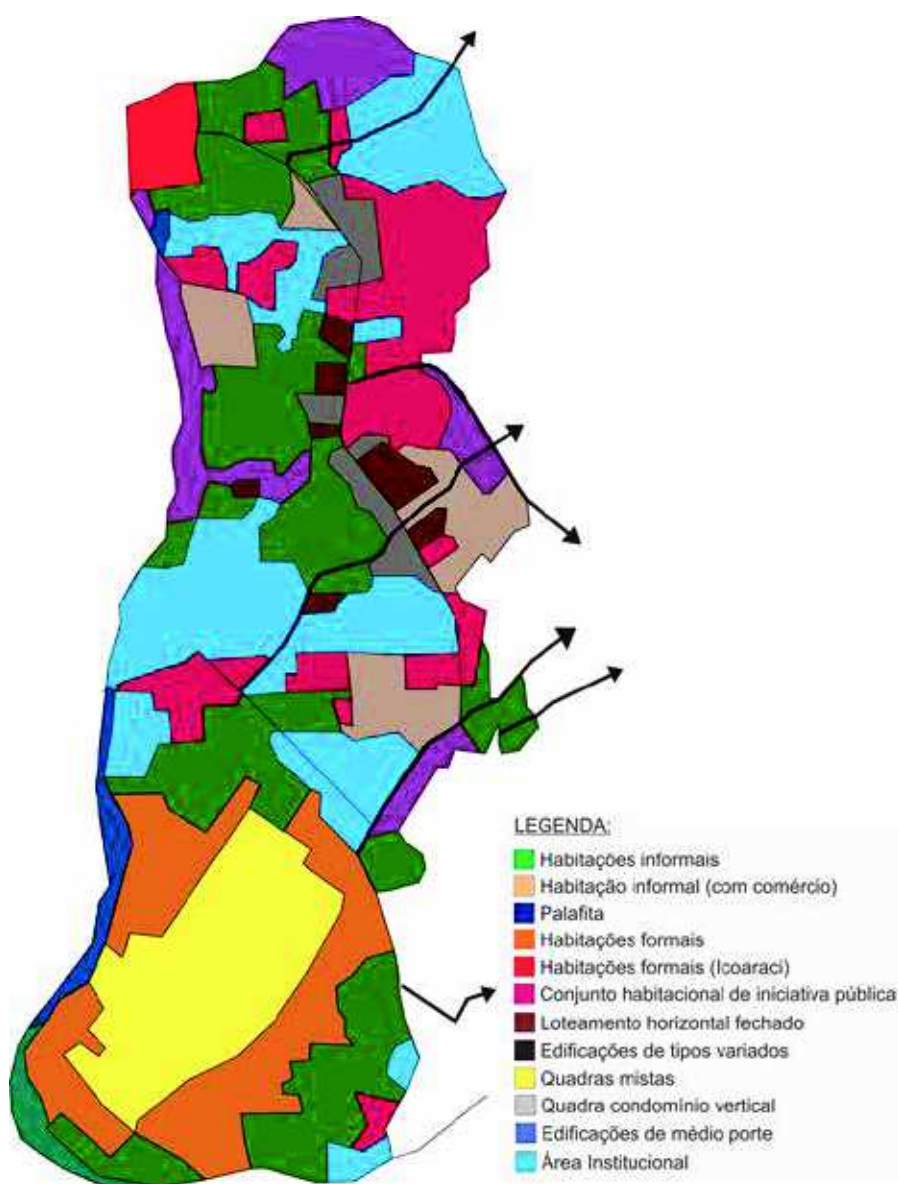 LEGENDA:
Habitações informais
Habitação informal (com comércio)
Palafita
Habitações formais
Habitações formais (Icoaraci)
Conjunto habitacional de iniciativa pública
Loteamento horizontal fechado
Edificações de tipos variados
Quadras mistas
Quadra condomínio vertical
Edificações de médio porte
Área Institucional